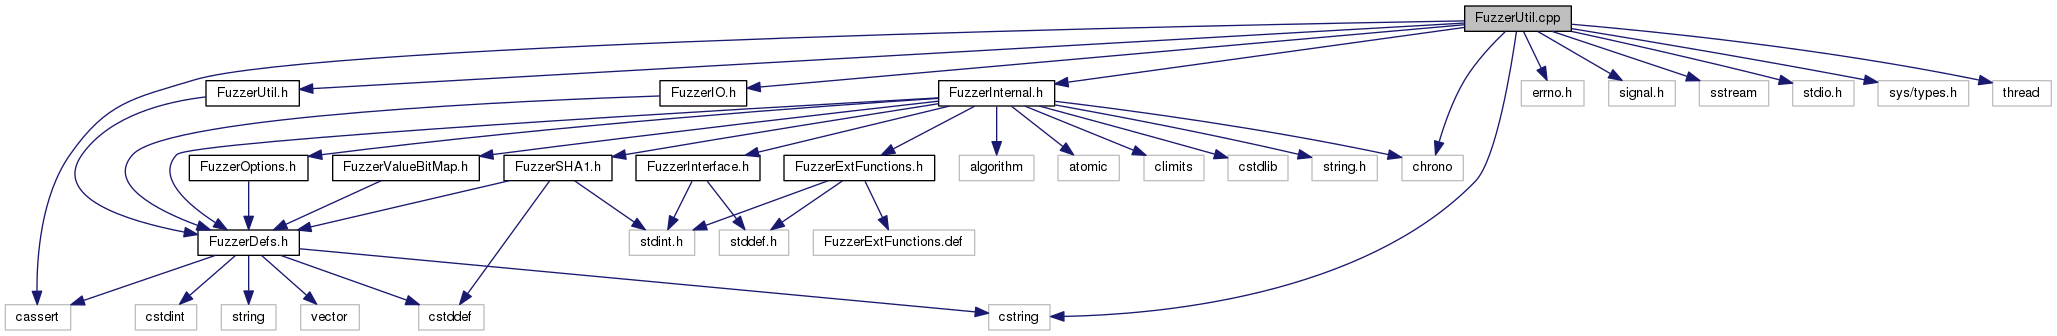 FuzzerUtil.cpp
FuzzerUtil.h
FuzzerIO.h
FuzzerInternal.h
errno.h
signal.h
sstream
stdio.h
sys/types.h
thread
FuzzerOptions.h
FuzzerValueBitMap.h
FuzzerSHA1.h
FuzzerInterface.h
FuzzerExtFunctions.h
algorithm
atomic
climits
cstdlib
string.h
chrono
FuzzerDefs.h
stdint.h
stddef.h
FuzzerExtFunctions.def
cassert
cstdint
string
vector
cstddef
cstring